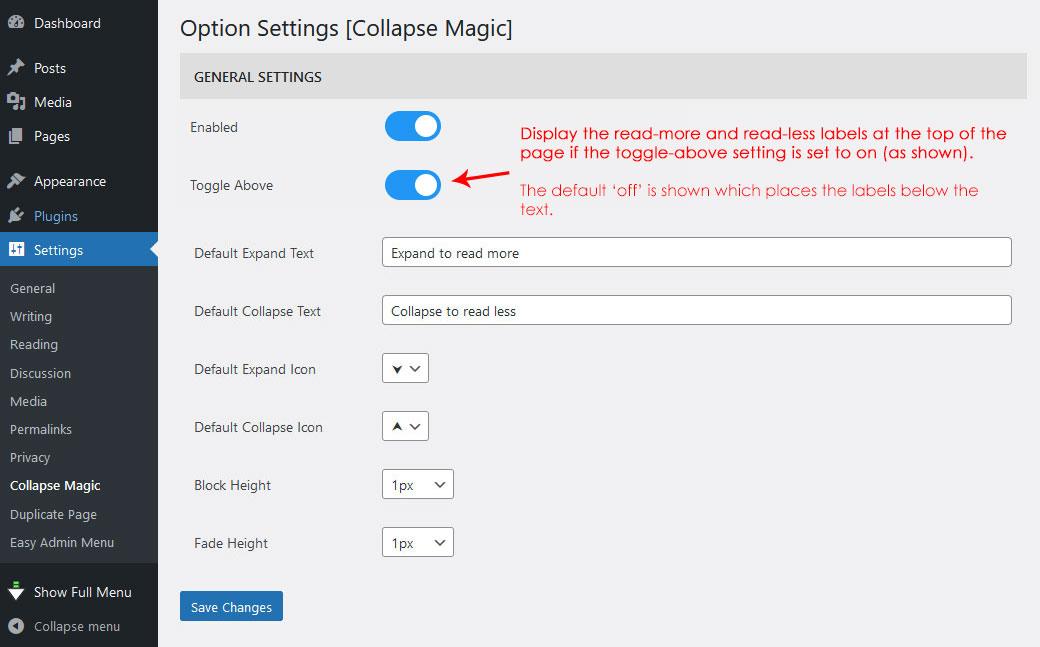 Dashboard
Posts
Media
Pages
Appearance
Plugins
Settings
General
Writing
Reading
Discussion
Media
Permalinks
Privacy
Collapse Magic
Duplicate Page
Easy Admin Menu
Show Full Menu
Collapse menu
Option Settings [Collapse Magic]
GENERAL SETTINGS
Enabled
Toggle Above
Display the read-more and read-less labels at the top of the
page if the toggle-above setting is set to on (as shown).
The default ‘off’ is shown which places the labels below the
text.
Default Expand Text
Expand to read more
Default Collapse Text
Collapse to read less
Default Expand Icon
Default Collapse Icon
Block Height
1px
Fade Height
1px
Save Changes